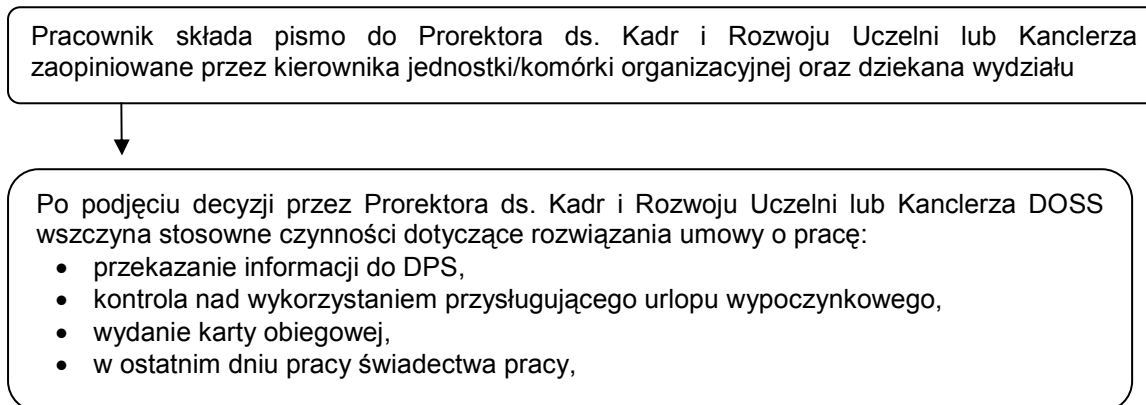 Pracownik składa pismo do Prorektora ds. Kadr i Rozwoju Uczelni lub Kanclerza
zaopiniowane przez kierownika jednostki/komórki organizacyjnej oraz dziekana wydziału
Po podjęciu decyzji przez Prorektora ds. Kadr i Rozwoju Uczelni lub Kanclerza DOSS
wszczyna stosowne czynności dotyczące rozwiązania umowy o pracę:
• przekazanie informacji do DPS,
• kontrola nad wykorzystaniem przysługującego urlopu wypoczynkowego,
• wydanie karty obiegowej,
• w ostatnim dniu pracy świadectwa pracy,